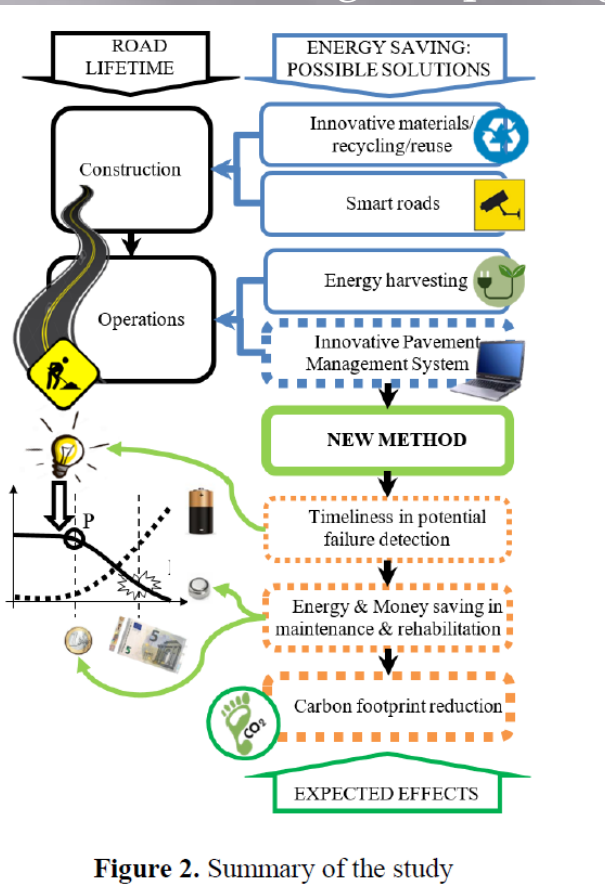 ROAD
LIFETIME
ENERGY SAVING:
POSSIBLE SOLUTIONS
Construction
Innovative materials/
recycling/reuse
Smart roads
Operations
Energy harvesting
Innovative Pavement
Management System
NEW METHOD
P
Timeliness in potential
failure detection
5
5
Energy & Money saving in
maintenance & rehabilitation
CO2
Carbon footprint reduction
EXPECTED EFFECTS
Figure 2. Summary of the study